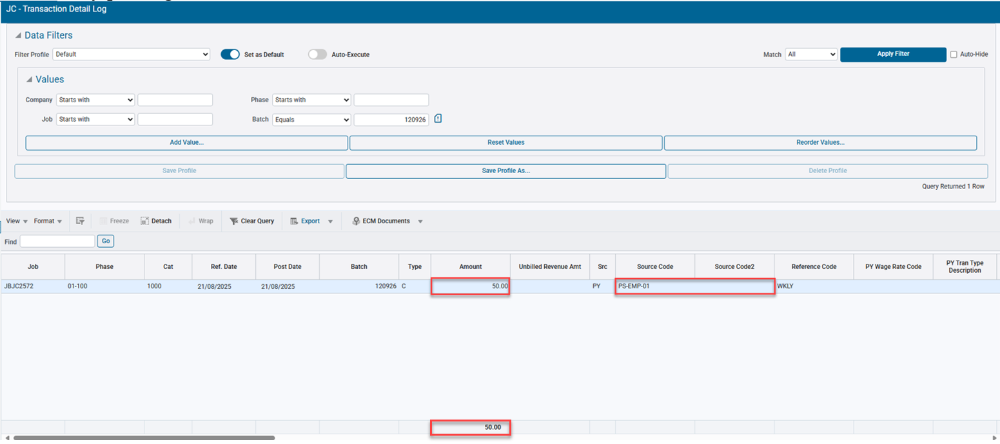 JC - Transaction Detail Log
Data Filters
Filter Profile Default Set as Default Auto-Execute Match All Apply Filter Auto-Hide
Values
Company Starts with Phase Starts with
Job Starts with Batch Equals 120926
Add Value... Reset Values Reorder Values...
Save Profile Save Profile As... Delete Profile
Query Returned 1 Row
View Format Freeze Detach Wrap Clear Query Export ECM Documents
Find Go
Job Phase Cat Ref. Date Post Date Batch Type Amount Unbilled Revenue Amt Src Source Code Source Code2 Reference Code PY Wage Rate Code PY Tran Type Description
JBJC2572 01-100 1000 21/08/2025 21/08/2025 120926 C 50.00 PY PS-EMP-01 WKLY
50.00